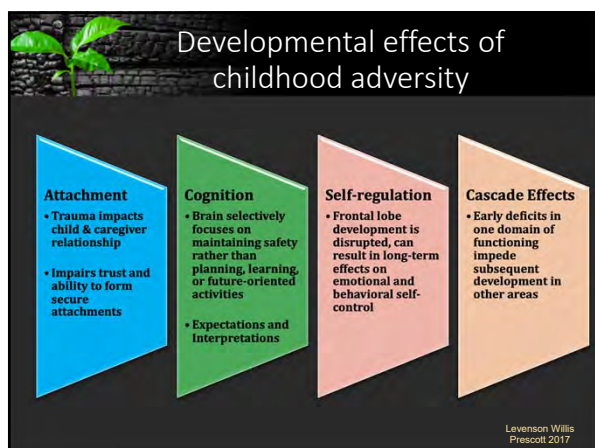 Developmental effects of
childhood adversity
Attachment
• Trauma impacts
child & caregiver
relationship
• Impairs trust and
ability to form
secure
attachments
Cognition
• Brain selectively
focuses on
maintaining safety
rather than
planning, learning,
or future-oriented
activities
• Expectations and
Interpretations
Self-regulation
• Frontal lobe
development is
disrupted, can
result in long-term
effects on
emotional and
behavioral self-
control
Cascade Effects
• Early deficits in
one domain of
functioning
impede
subsequent
development in
other areas
Levenson Willis
Prescott 2017